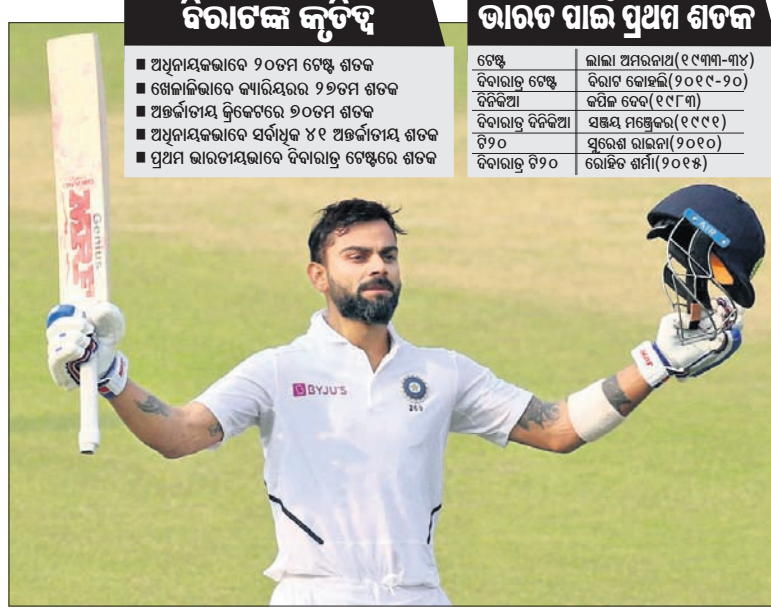 ବିରାଟଙ୍କ କୃତିତ୍ୱ
■ ଅଧିନାୟକଭାବେ ୨୦ତମ ଟେଷ୍ଟ ଶତକ
■ ଖେଳାଳିଭାବେ କ୍ୟାରିୟରର ୨୭ତମ ଶତକ
■ ଅନ୍ତର୍ଜାତୀୟ କ୍ରିକେଟରେ ୭୦ତମ ଶତକ
■ ଅଧିନାୟକଭାବେ ସର୍ବାଧିକ ୪୧ ଅନ୍ତର୍ଜାତୀୟ ଶତକ
■ ପ୍ରଥମ ଭାରତୀୟଭାବେ ଦିବାରାତ୍ର ଟେଷ୍ଟରେ ଶତକ
ଭାରତ ପାଇଁ ପ୍ରଥମ ଶତକ
ଟେଷ୍ଟ ଲାଲା ଅମରନାଥ(୧୯୩୩-୩୪)
ଦିବାରାତ୍ର ଟେଷ୍ଟ ବିରାଟ କୋହଲି(୨୦୧୯-୨୦)
ଦିନିକିଆ କପିଳ ଦେବ(୧୯୮୩)
ଦିବାରାତ୍ର ଦିନିକିଆ ସଞ୍ଜୟ ମଞ୍ଜ୍ରେକର(୧୯୯୧)
ଟି୨୦ ସୁରେଶ ରାଇନା(୨୦୧୦)
ଦିବାରାତ୍ର ଟି୨୦ ରୋହିତ ଶର୍ମା(୨୦୧୫)
Genius
MRF
BYJU'S
269